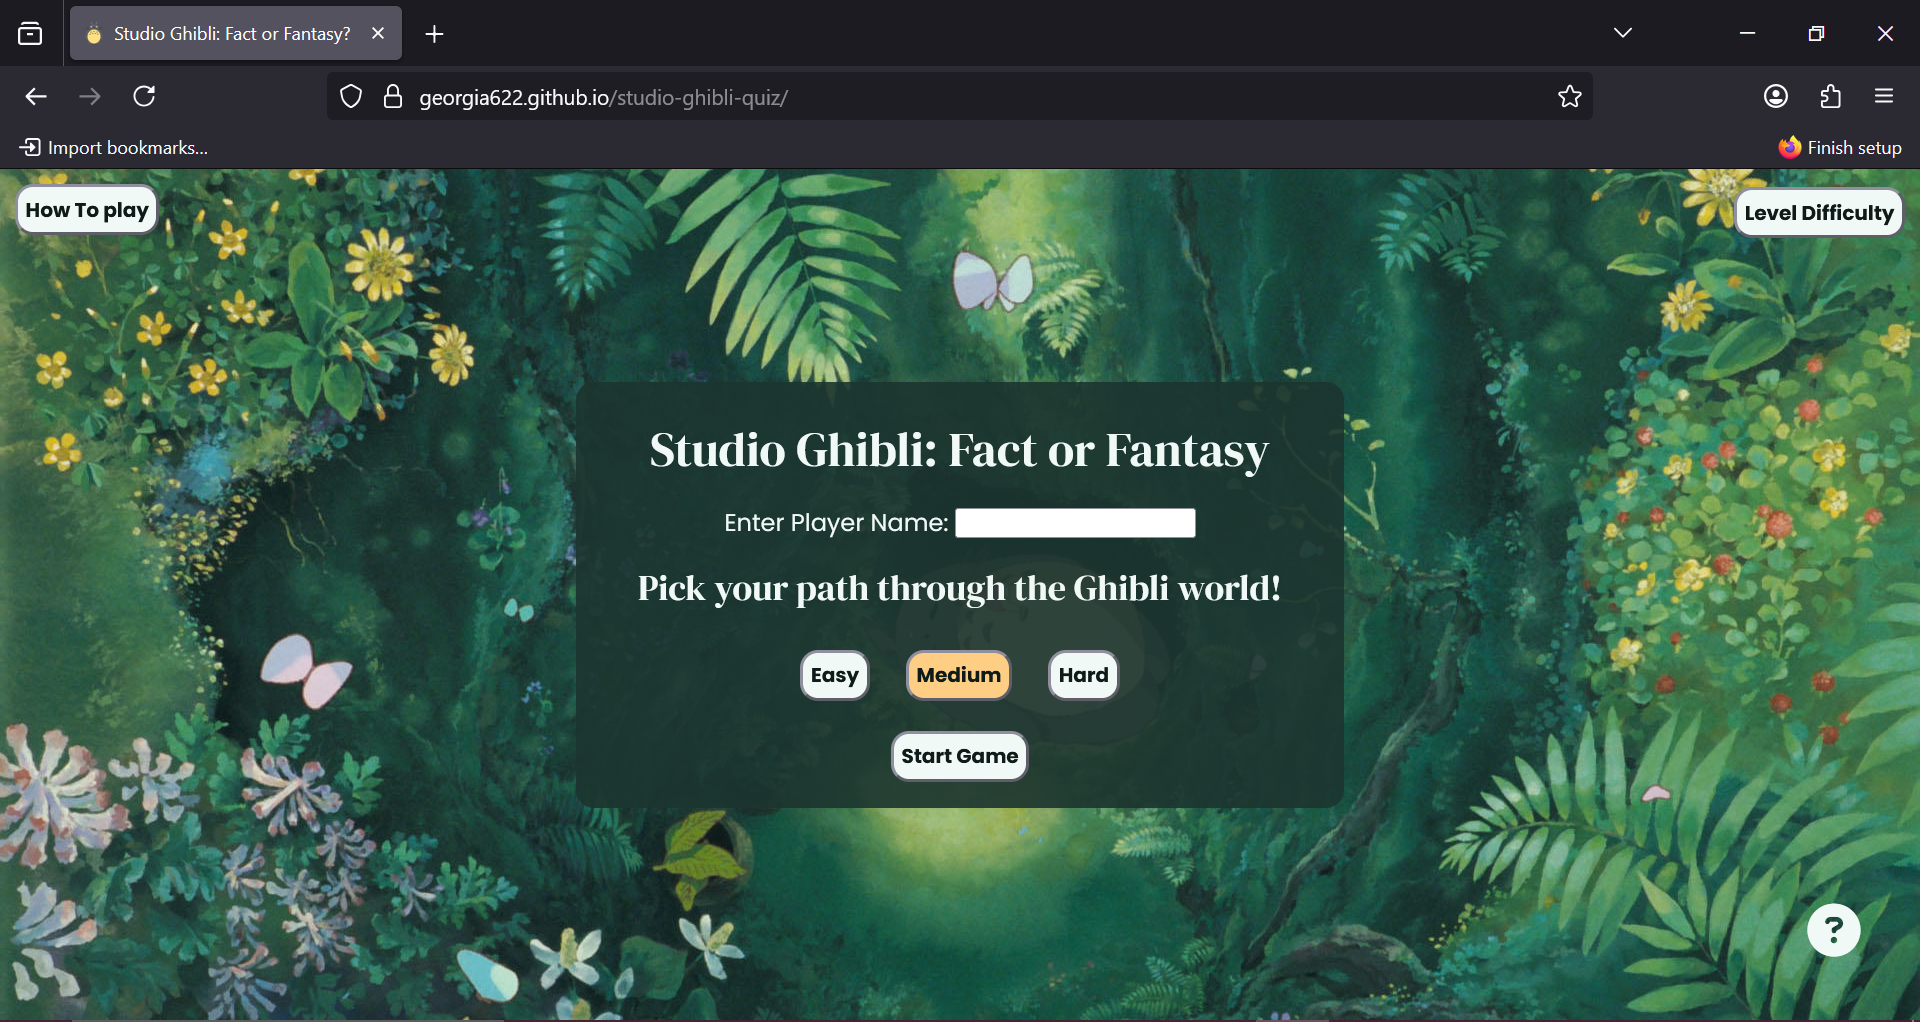 Studio Ghibli: Fact or Fantasy?
georgia622.github.io/studio-ghibli-quiz/
Import bookmarks...
Finish setup
How To play
Level Difficulty
Studio Ghibli: Fact or Fantasy
Enter Player Name:
Pick your path through the Ghibli world!
Easy Medium Hard
Start Game
?